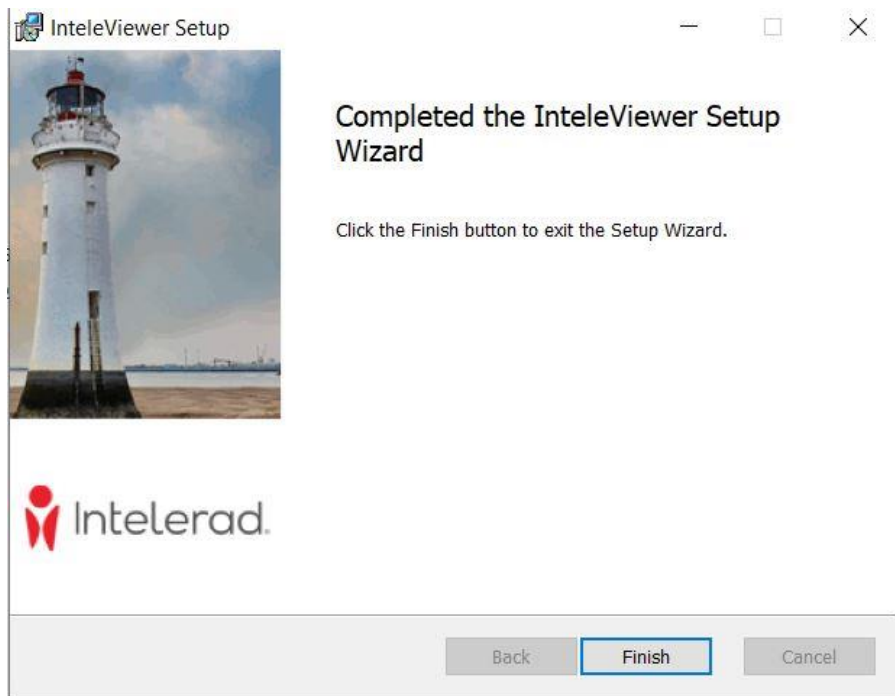 InteleViewer Setup
Completed the InteleViewer Setup
Wizard
Click the Finish button to exit the Setup Wizard.
Intelerad.
Back
Finish
Cancel